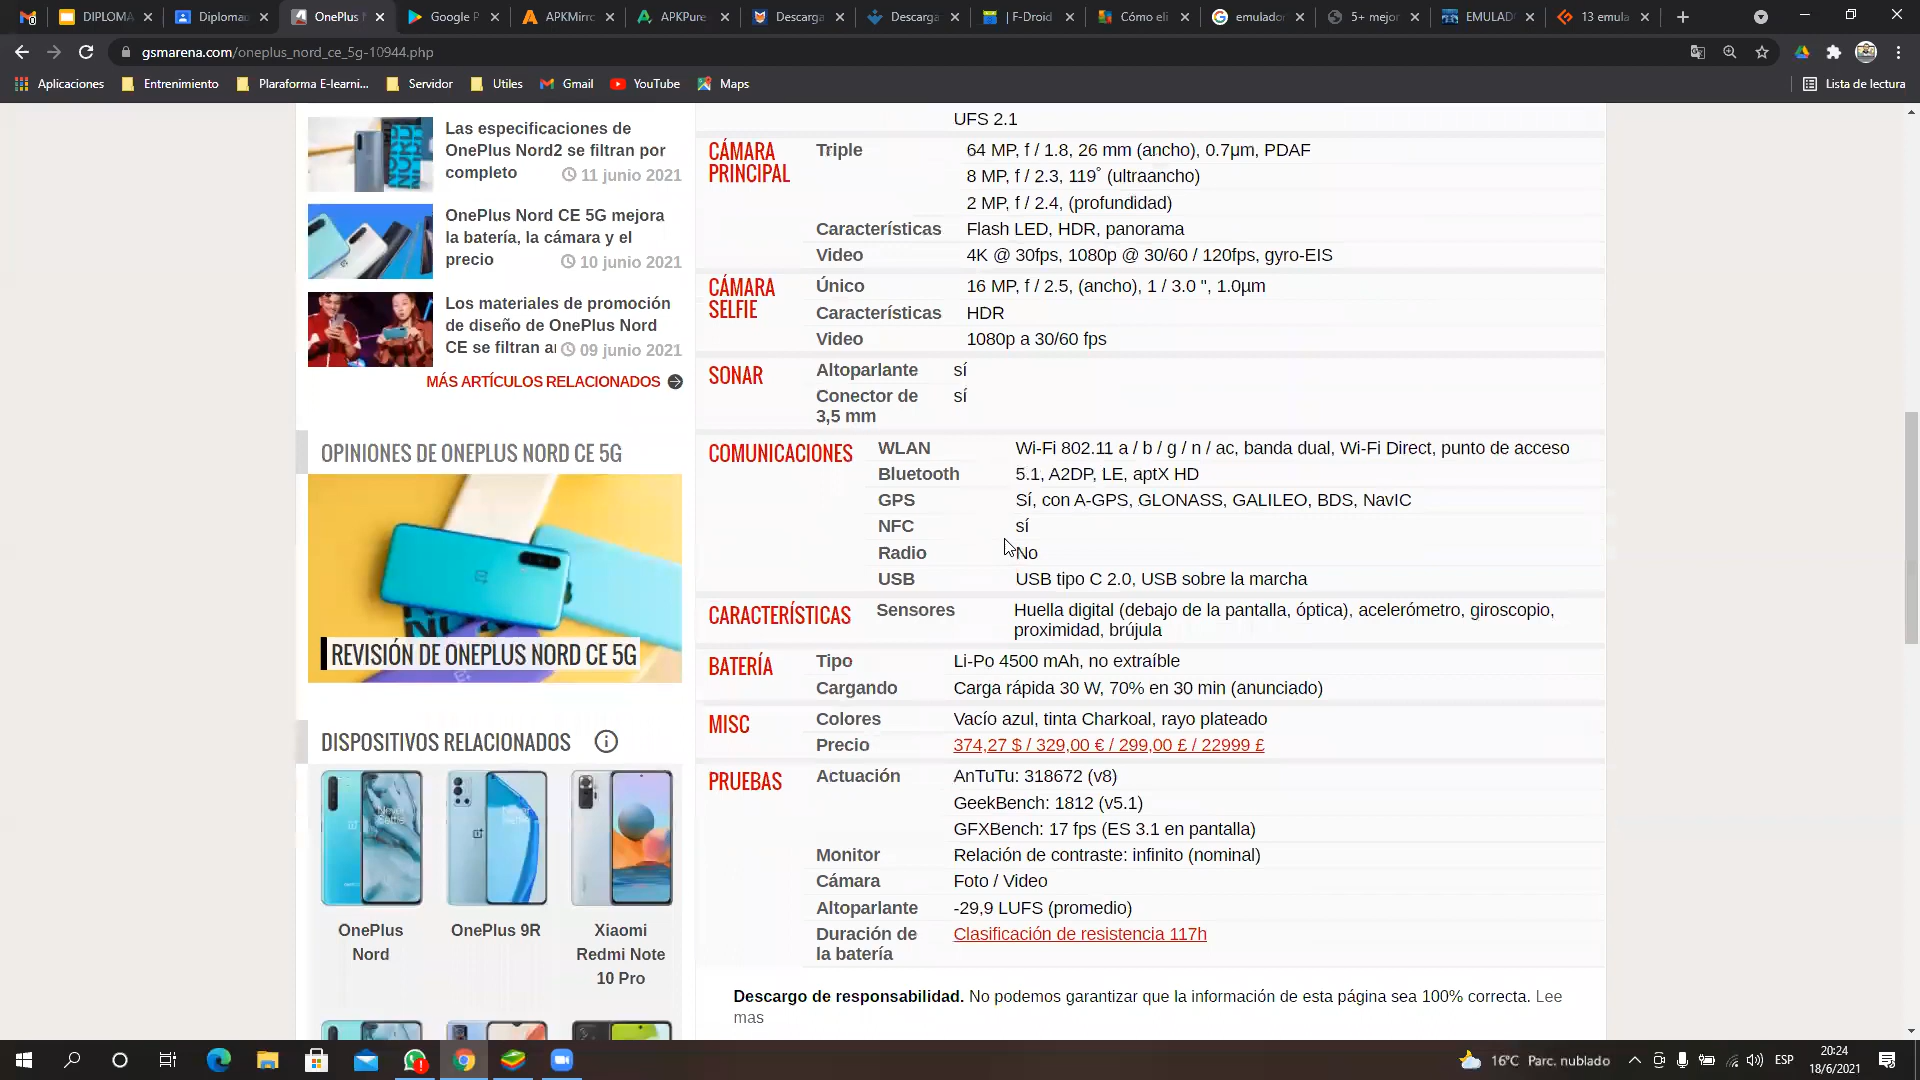 DIPLOMA
Diploma
OnePlus
Google P
APKMirr
APKPure
Descarga
Descarga
| F-Droid
Cómo eli
emulado
5+ mejor
EMULAD
13 emula
gsmarena.com/oneplus_nord_ce_5g-10944.php
Aplicaciones
Entrenimiento
Plaraforma E-learni...
Servidor
Utiles
Gmail
YouTube
Maps
Lista de lectura
Las especificaciones de
OnePlus Nord2 se filtran por
completo
11 junio 2021
OnePlus Nord CE 5G mejora
la batería, la cámara y el
precio
10 junio 2021
Los materiales de promoción
de diseño de OnePlus Nord
CE se filtran
09 junio 2021
MÁS ARTÍCULOS RELACIONADOS
OPINIONES DE ONEPLUS NORD CE 5G
REVISIÓN DE ONEPLUS NORD CE 5G
DISPOSITIVOS RELACIONADOS
OnePlus
Nord
OnePlus 9R
Xiaomi
Redmi Note
10 Pro
UFS 2.1
CÁMARA
PRINCIPAL
Triple
64 MP, f / 1.8, 26 mm (ancho), 0.7µm, PDAF
8 MP, f / 2.3, 119˚ (ultraancho)
2 MP, f / 2.4, (profundidad)
Características
Flash LED, HDR, panorama
Video
4K @ 30fps, 1080p @ 30/60 / 120fps, gyro-EIS
CÁMARA
SELFIE
Único
16 MP, f / 2.5, (ancho), 1 / 3.0 ", 1.0µm
Características
HDR
Video
1080p a 30/60 fps
SONAR
Altoparlante
sí
Conector de
3,5 mm
sí
COMUNICACIONES
WLAN
Wi-Fi 802.11 a / b / g / n / ac, banda dual, Wi-Fi Direct, punto de acceso
Bluetooth
5.1, A2DP, LE, aptX HD
GPS
Sí, con A-GPS, GLONASS, GALILEO, BDS, NavIC
NFC
sí
Radio
No
USB
USB tipo C 2.0, USB sobre la marcha
CARACTERÍSTICAS
Sensores
Huella digital (debajo de la pantalla, óptica), acelerómetro, giroscopio,
proximidad, brújula
BATERÍA
Tipo
Li-Po 4500 mAh, no extraíble
Cargando
Carga rápida 30 W, 70% en 30 min (anunciado)
MISC
Colores
Vacío azul, tinta Charkoal, rayo plateado
Precio
374,27 $ / 329,00 € / 299,00 £ / 22999 £
PRUEBAS
Actuación
AnTuTu: 318672 (v8)
GeekBench: 1812 (v5.1)
GFXBench: 17 fps (ES 3.1 en pantalla)
Monitor
Relación de contraste: infinito (nominal)
Cámara
Foto / Video
Altoparlante
-29,9 LUFS (promedio)
Duración de
la batería
Clasificación de resistencia 117h
Descargo de responsabilidad. No podemos garantizar que la información de esta página sea 100% correcta. Lee
mas
16°C Parc. nublado
ESP
20:24
18/6/2021